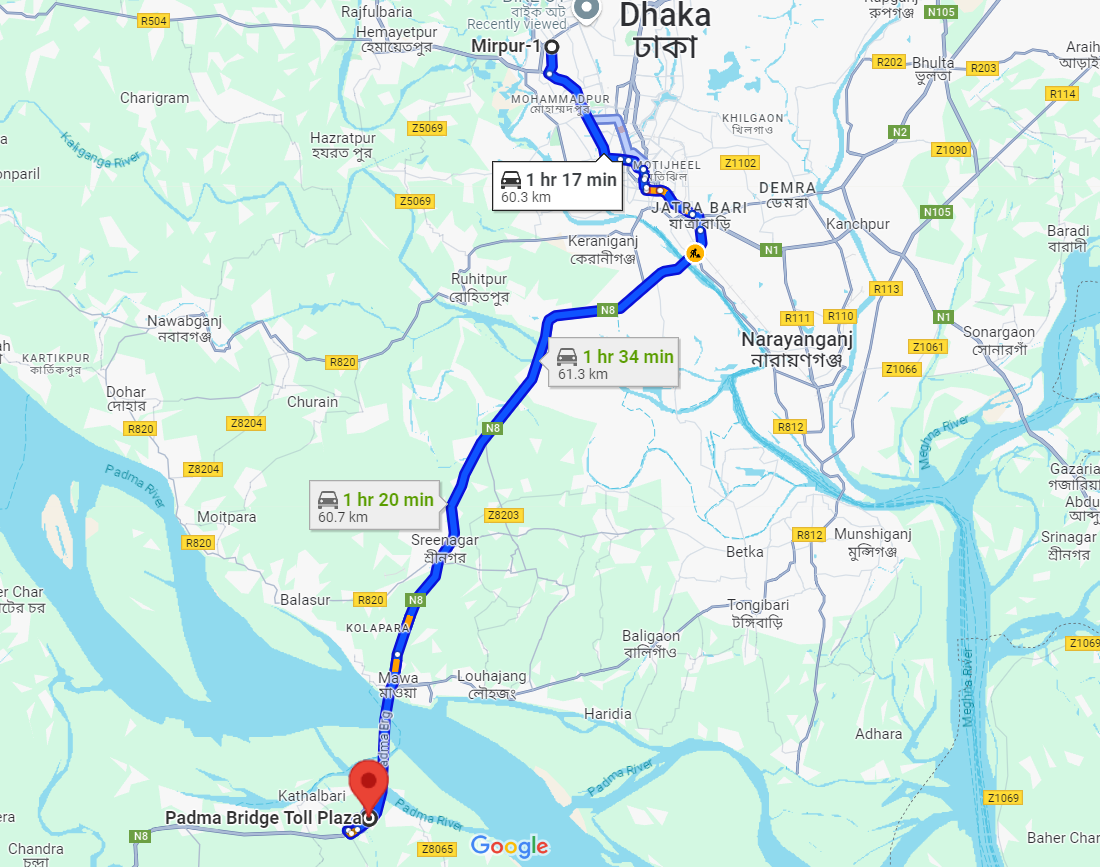 R504
Rajfulbaria
Recently viewed
Dhaka
ঢাকা
রূপগঞ্জ
N105
Hemayetpur
হেমায়েতপুর
Mirpur-1
R202
Bhulta
ভুলতা
R203
Charigram
MOHAMMADPUR
মোহাম্মদপুর
R114
Z5069
KHILGAON
খিলগাও
N2
Kaliganga River
Hazratpur
হযরত পুর
Z1090
MOTIJHEEL
Z1102
1 hr 17 min
60.3 km
DEMRA
ডেমরা
Z5069
JATRA BARI
যাত্রাবাড়ি
N105
Kanchpur
Baradi
বারাদী
Keraniganj
কেরানীগঞ্জ
N1
Ruhitpur
রোহিতপুর
R113
N8
R111
R110
N1
Nawabganj
নবাবগঞ্জ
Sonargaon
সোনারগাঁ
Narayanganj
নারায়ণগঞ্জ
Z1061
KARTIKPUR
কার্তিকপুর
R820
1 hr 34 min
61.3 km
Z1066
Dohar
দোহার
Churain
R820
Z8204
N8
R812
Meghna River
Z8204
Padma River
1 hr 20 min
60.7 km
Moitpara
Z8203
R820
Sreenagar
শ্রীনগর
R812
Munshiganj
মুন্সিগঞ্জ
Srinagar
শ্রীনগর
Betka
Balasur
R820
N8
Tongibari
টঙ্গিবাড়ি
KOLAPARA
Baligaon
বালিগাঁও
Z1069
Mawa
মাওয়া
Louhajang
লৌহজং
Meghna River
Haridia
Adhara
Padma River
Kathalbari
Padma Bridge Toll Plaza
Padma River
Z1069
N8
Chandra
চন্দ্রা
Z8065
Google
Baher Char